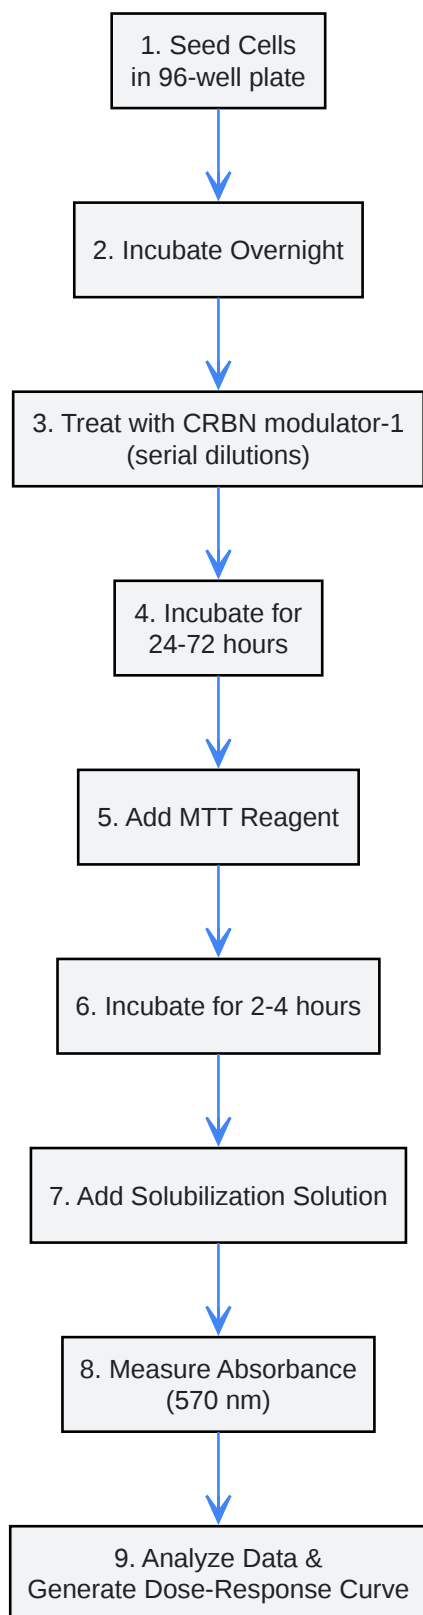 1. Seed Cells
in 96-well plate
2. Incubate Overnight
3. Treat with CRBN modulator-1
(serial dilutions)
4. Incubate for
24-72 hours
5. Add MTT Reagent
6. Incubate for 2-4 hours
7. Add Solubilization Solution
8. Measure Absorbance
(570 nm)
9. Analyze Data &
Generate Dose-Response Curve